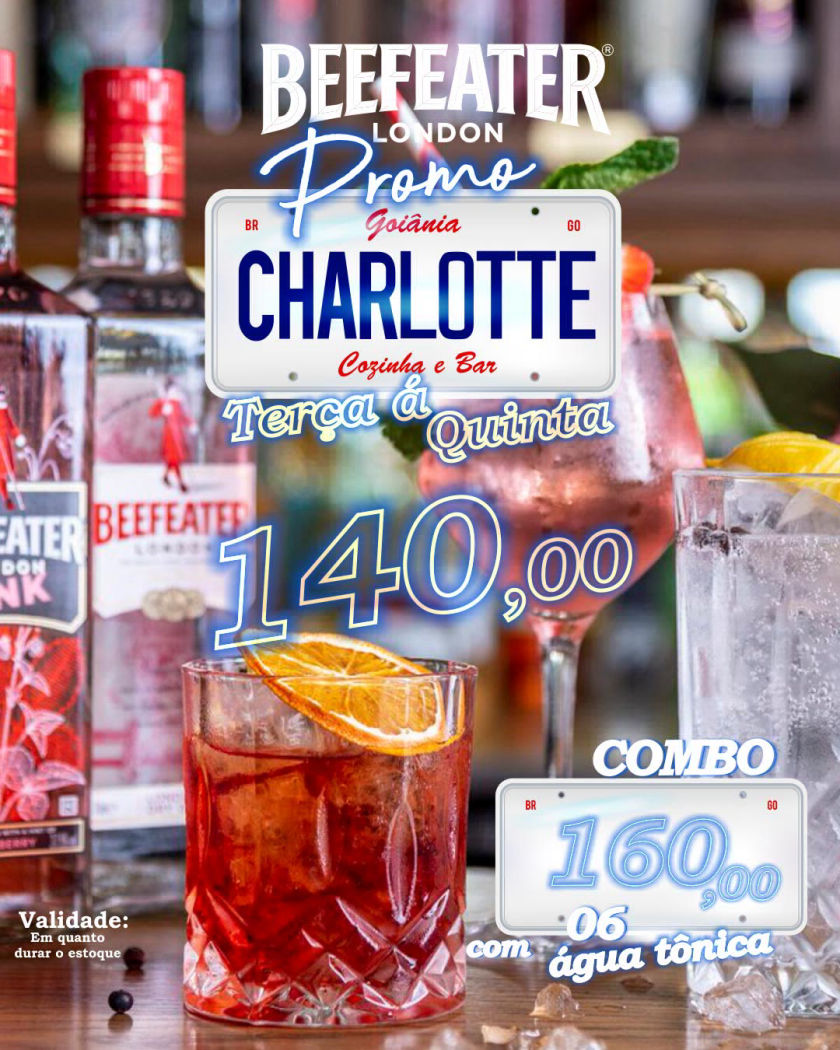 BEEFEATER®
LONDON
Promo
BR Goiânia GO
CHARLOTTE
Cozinha e Bar
Terça á Quinta
140,00
EATER
DON
NK
BEEFEATER
LONDON
COMBO
BR GO
160,00
com 06 água tônica
Validade:
Em quanto
durar o estoque